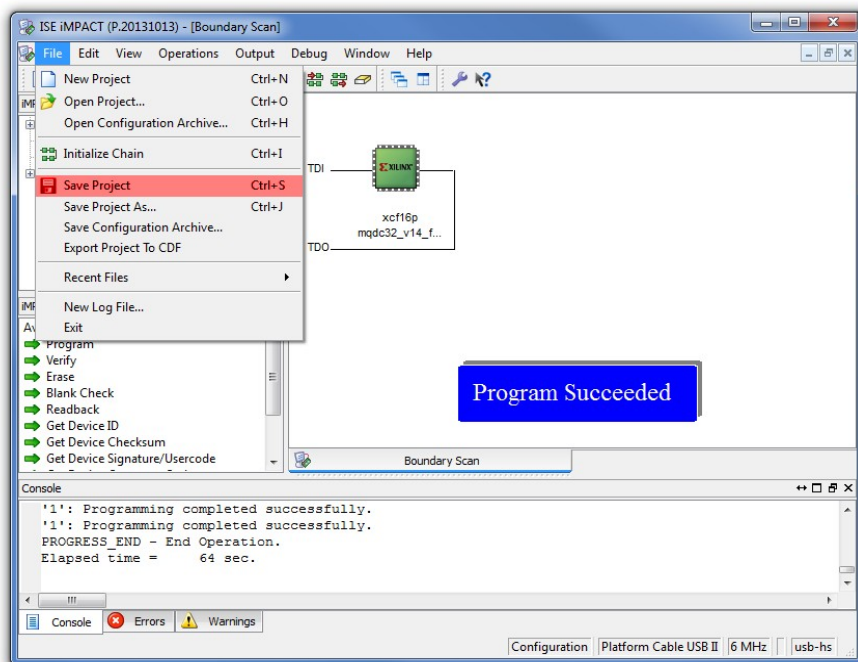 ISE iMPACT (P.20131013) - [Boundary Scan]
File Edit View Operations Output Debug Window Help
New Project Ctrl+N
Open Project... Ctrl+O
Open Configuration Archive... Ctrl+H
Initialize Chain Ctrl+I
Save Project Ctrl+S
Save Project As... Ctrl+J
Save Configuration Archive...
Export Project To CDF
Recent Files
New Log File...
Exit
TDI
XILINX
xcf16p
mqdc32_v14_f...
TDO
Program
Verify
Erase
Blank Check
Readback
Get Device ID
Get Device Checksum
Get Device Signature/Usercode
Program Succeeded
Boundary Scan
Console
'1': Programming completed successfully.
'1': Programming completed successfully.
PROGRESS_END - End Operation.
Elapsed time = 64 sec.
Console Errors Warnings
Configuration Platform Cable USB II 6 MHz usb-hs